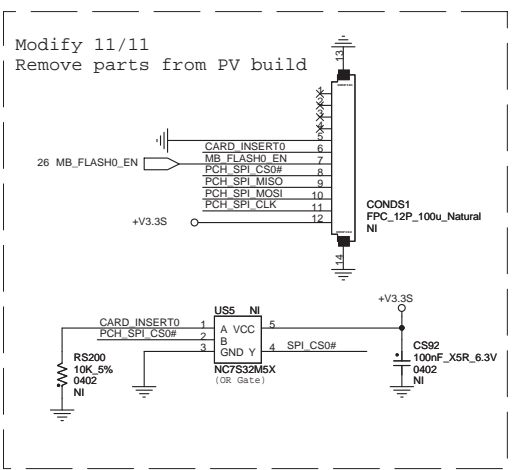 Modify 11/11
Remove parts from PV build
13
1
2
3
4
5
CARD_INSERT0 6
26 MB_FLASH0_EN MB_FLASH0_EN 7
PCH_SPI_CS0# 8
PCH_SPI_MISO 9
PCH_SPI_MOSI 10
PCH_SPI_CLK 11
+V3.3S 12
CONDS1
FPC_12P_100u_Natural
NI
14
+V3.3S
US5 NI
CARD_INSERT0 1 A VCC 5
PCH_SPI_CS0# 2 B
3 GND Y 4 SPI_CS0#
NC7S32M5X
(OR Gate)
RS200
10K_5%
0402
NI
CS92
100nF_X5R_6.3V
0402
NI